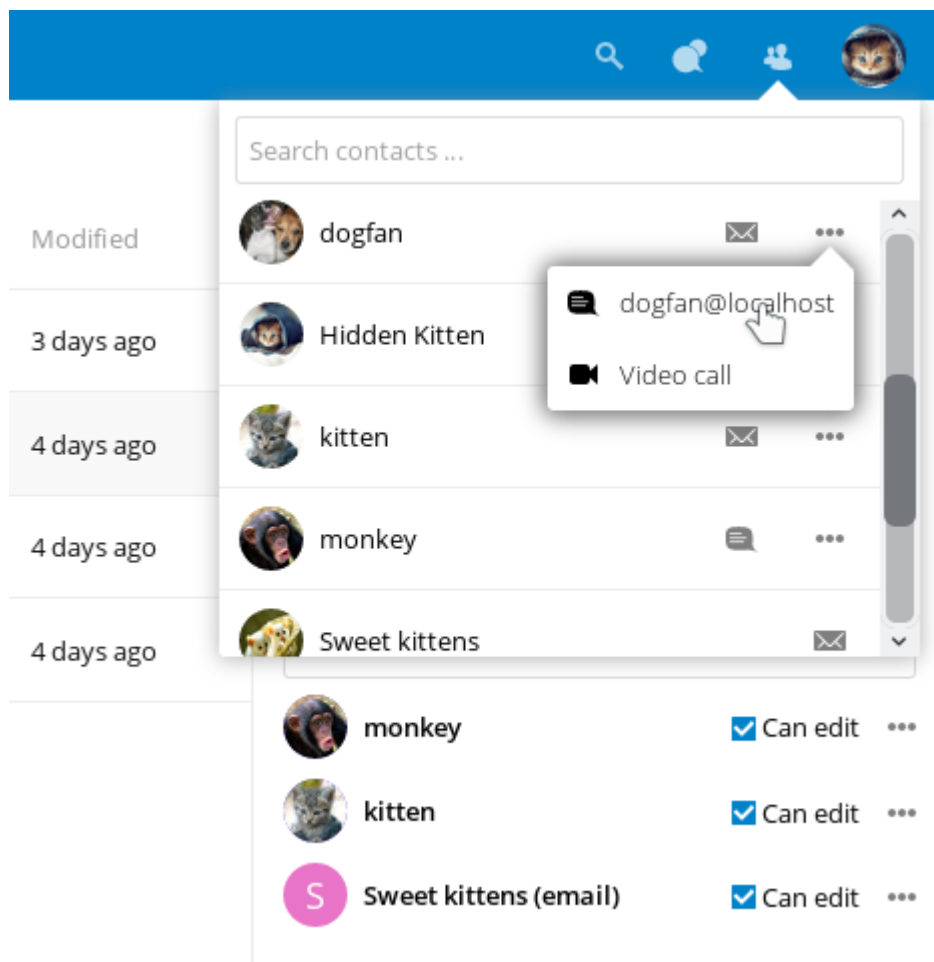 Search contacts ...
Modified
dogfan
dogfan@localhost
3 days ago
Hidden Kitten
Video call
4 days ago
kitten
4 days ago
monkey
4 days ago
Sweet kittens
monkey
Can edit
kitten
Can edit
S
Sweet kittens (email)
Can edit